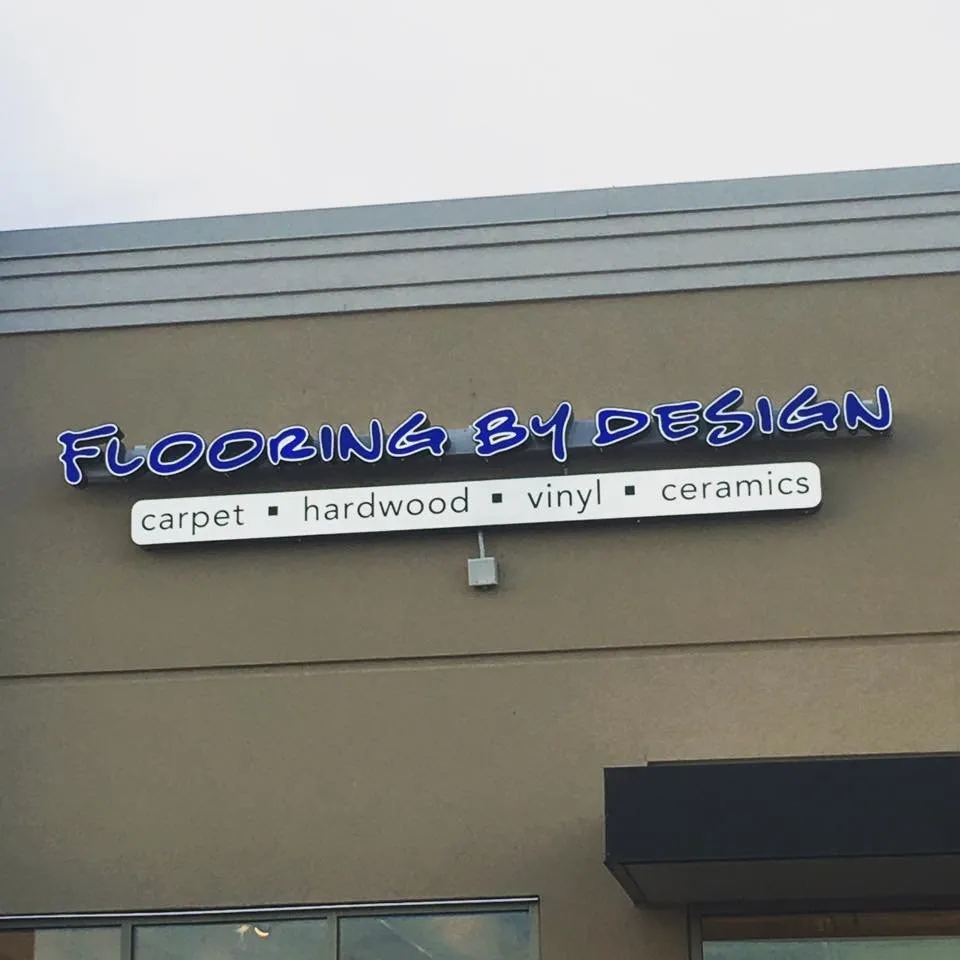 FLOORING BY DESIGN
carpet ▪ hardwood ▪ vinyl ▪ ceramics